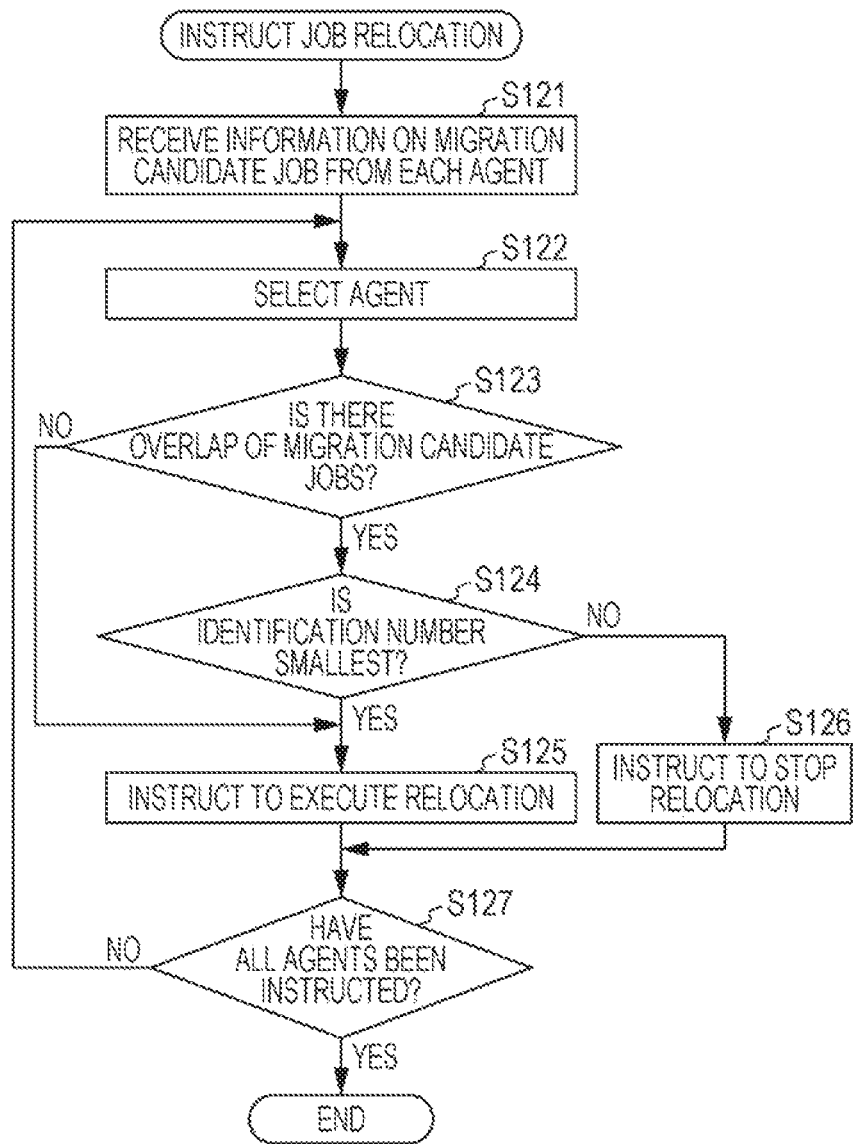 INSTRUCT JOB RELOCATION
S121
RECEIVE INFORMATION ON MIGRATION
CANDIDATE JOB FROM EACH AGENT
S122
SELECT AGENT
S123
NO
IS THERE
OVERLAP OF MIGRATION CANDIDATE
JOBS?
YES
S124
IS
IDENTIFICATION NUMBER
SMALLEST?
NO
YES
S125
INSTRUCT TO EXECUTE RELOCATION
S126
INSTRUCT TO STOP
RELOCATION
S127
NO
HAVE
ALL AGENTS BEEN
INSTRUCTED?
YES
END